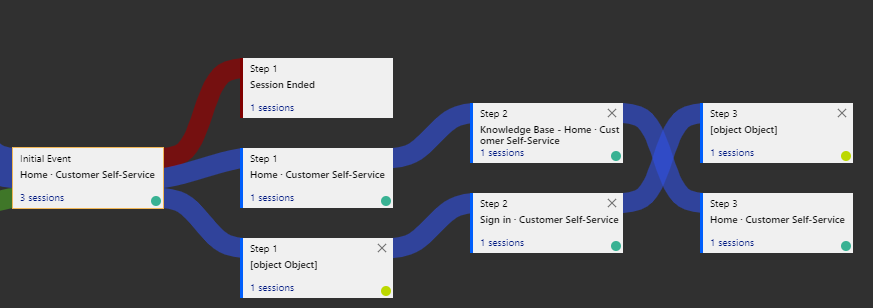 Initial Event
Home · Customer Self-Service
3 sessions
Step 1
Session Ended
1 sessions
Step 1
Home · Customer Self-Service
1 sessions
Step 1
[object Object]
1 sessions
Step 2
Knowledge Base - Home · Cust
omer Self-Service
1 sessions
Step 2
Sign in · Customer Self-Service
1 sessions
Step 3
[object Object]
1 sessions
Step 3
Home · Customer Self-Service
1 sessions